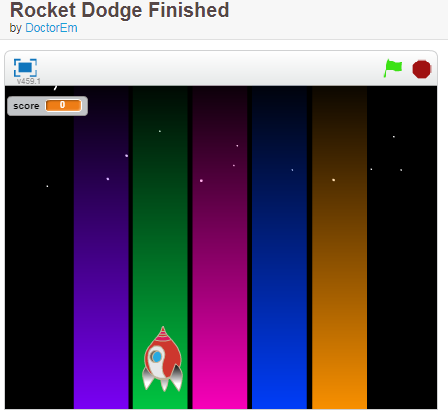 Rocket Dodge Finished
by DoctorEm
v459.1
score 0